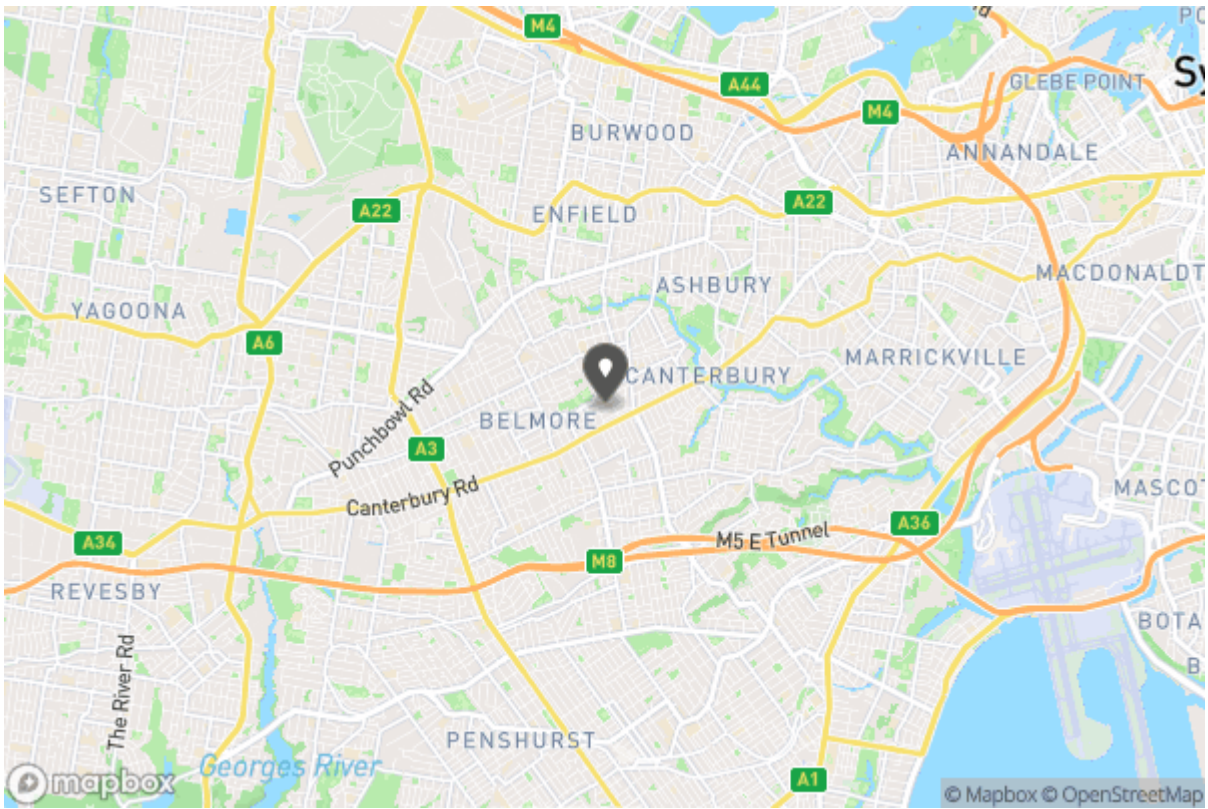 M4
Sy
GLEBE POINT
A44
M4
BURWOOD
ANNANDALE
SEFTON
A22
ENFIELD
A22
ASHBURY
MACDONALDT
YAGOONA
A6
MARRICKVILLE
CANTERBURY
Punchbowl Rd
BELMORE
A3
Canterbury Rd
MASCOT
A34
A36
M5 E Tunnel
M8
REVESBY
BOTA
B
The River Rd
PENSHURST
Georges River
A1
mapbox
© Mapbox © OpenStreetMap